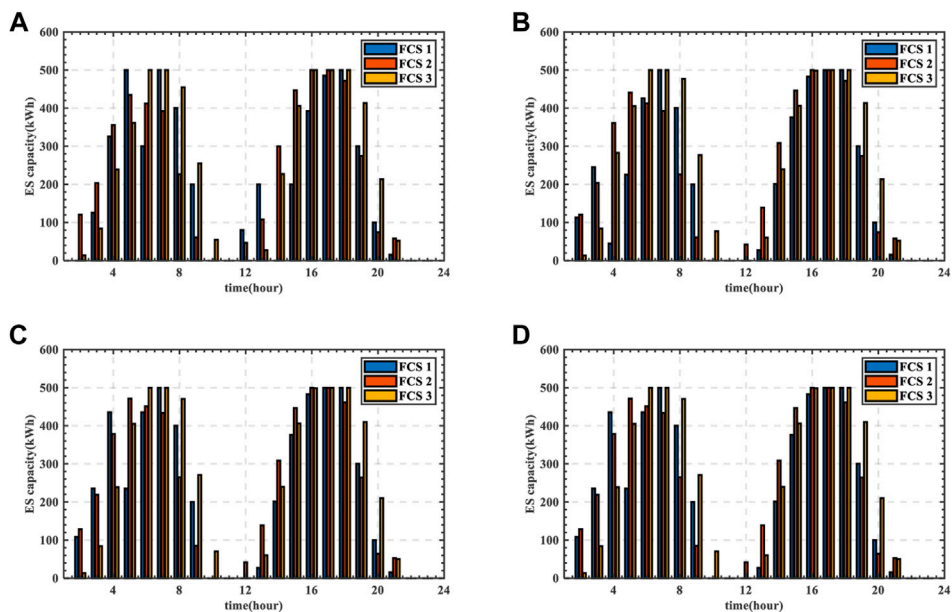 A
600
500
400
300
200
100
0
ES capacity(kWh)
4 8 12 16 20 24
time(hour)
FCS 1
FCS 2
FCS 3
B
600
500
400
300
200
100
0
ES capacity(kWh)
4 8 12 16 20 24
time(hour)
FCS 1
FCS 2
FCS 3
C
600
500
400
300
200
100
0
ES capacity (kWh)
4 8 12 16 20 24
time(hour)
FCS 1
FCS 2
FCS 3
D
600
500
400
300
200
100
0
ES capacity (kWh)
4 8 12 16 20 24
time(hour)
FCS 1
FCS 2
FCS 3